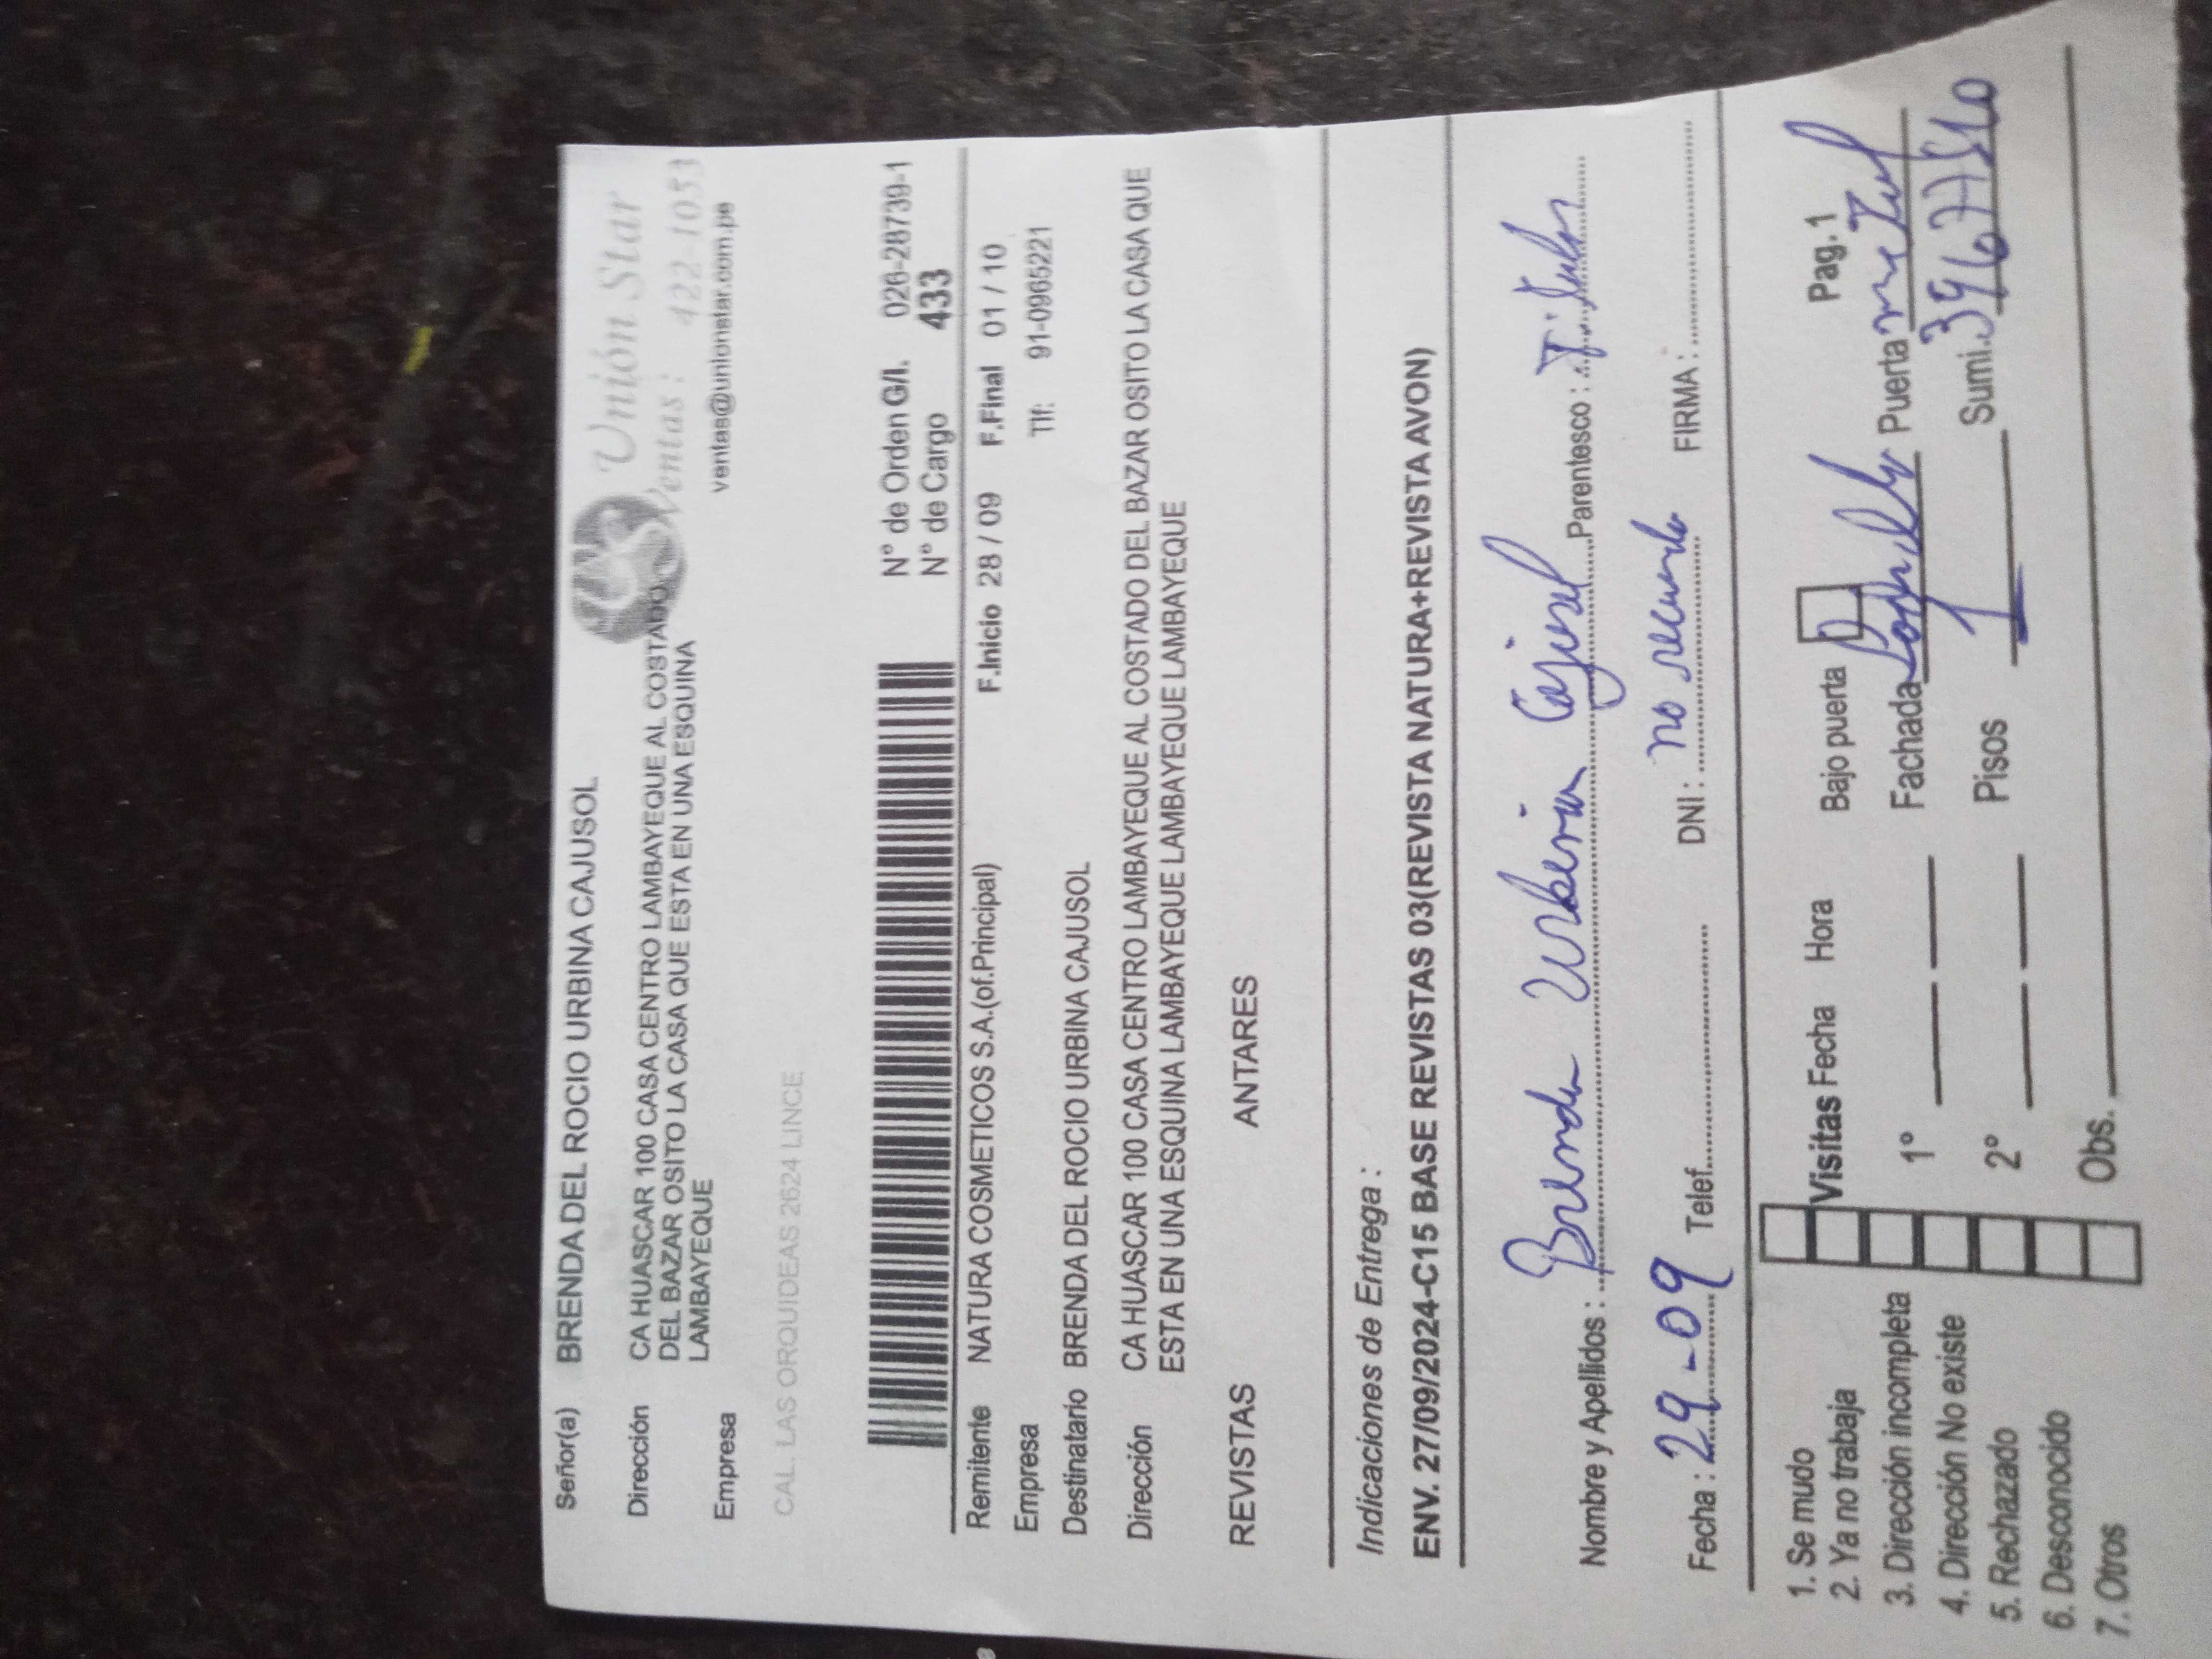 Señor(a) BRENDA DEL ROCIO URBINA CAJUSOL
Unión Star
Ventas : 422-1053
ventas@unionstar.com.pe
Dirección CA HUASCAR 100 CASA CENTRO LAMBAYEQUE AL COSTADO
DEL BAZAR OSITO LA CASA QUE ESTA EN UNA ESQUINA
LAMBAYEQUE
Empresa
CAL. LAS ORQUIDEAS 2624 LINCE
N° de Orden G/I. 026-28739-1
N° de Cargo 433
Remitente NATURA COSMETICOS S.A.(of.Principal) F.Inicio 28 / 09 F.Final 01 / 10
Empresa Tlf: 91-0965221
Destinatario BRENDA DEL ROCIO URBINA CAJUSOL
Dirección CA HUASCAR 100 CASA CENTRO LAMBAYEQUE AL COSTADO DEL BAZAR OSITO LA CASA QUE
ESTA EN UNA ESQUINA LAMBAYEQUE LAMBAYEQUE
REVISTAS ANTARES
Indicaciones de Entrega :
ENV. 27/09/2024-C15 BASE REVISTAS 03(REVISTA NATURA+REVISTA AVON)
Nombre y Apellidos : Brenda Urbina Cajusol Parentesco : Titular
Fecha : 29-09 Telef. DNI : no recuerda FIRMA :
1. Se mudo
2. Ya no trabaja
3. Dirección incompleta
4. Dirección No existe
5. Rechazado
6. Desconocido
7. Otros
Visitas Fecha Hora Bajo puerta Pag. 1
1° Fachada Puerta metal
2° Pisos 1 Sumi.
Obs.